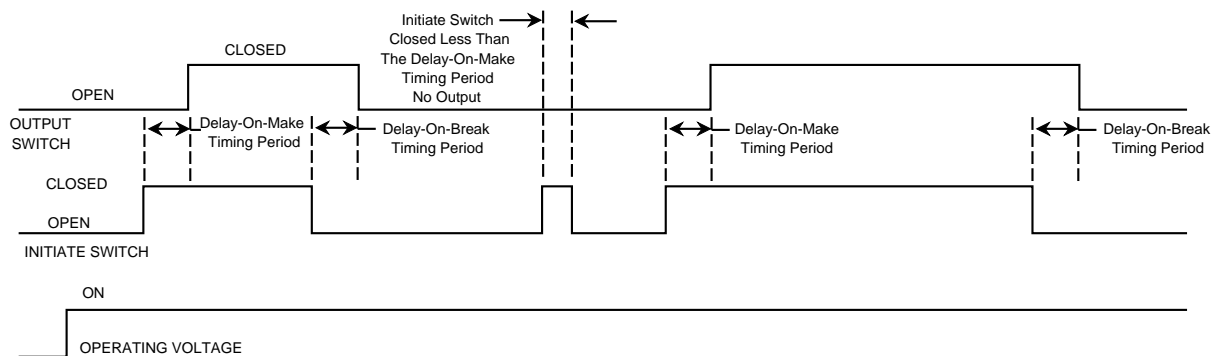 Initiate Switch
Closed Less Than
The Delay-On-Make
Timing Period
No Output
CLOSED
OPEN
OUTPUT
SWITCH
Delay-On-Make
Timing Period
Delay-On-Break
Timing Period
Delay-On-Make
Timing Period
Delay-On-Break
Timing Period
CLOSED
OPEN
INITIATE SWITCH
ON
OPERATING VOLTAGE